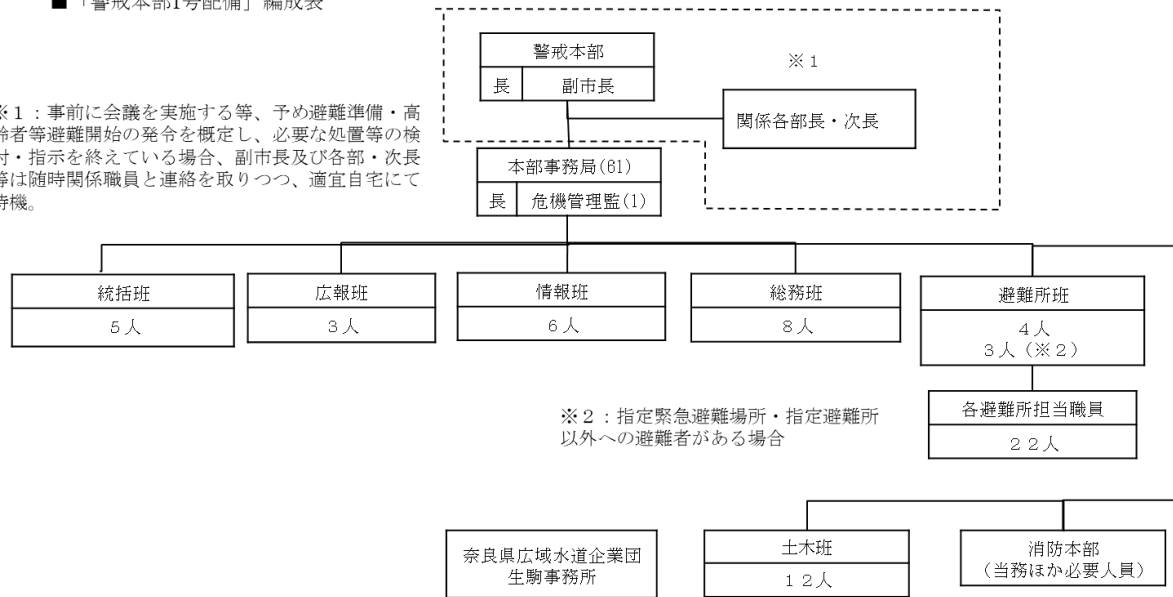 ■「警戒本部1号配備」編成表
警戒本部
長 副市長
※1
関係各部長・次長
※1：事前に会議を実施する等、予め避難準備・高
齢者等避難開始の発令を概定し、必要な処置等の検
討・指示を終えている場合、副市長及び各部・次長
等は随時関係職員と連絡を取りつつ、適宜自宅にて
待機。
本部事務局(61)
長 危機管理監(1)
統括班
5人
広報班
3人
情報班
6人
総務班
8人
避難所班
4人
3人（※2）
各避難所担当職員
22人
※2：指定緊急避難場所・指定避難所
以外への避難者がある場合
奈良県広域水道企業団
生駒事務所
土木班
12人
消防本部
（当務ほか必要人員）